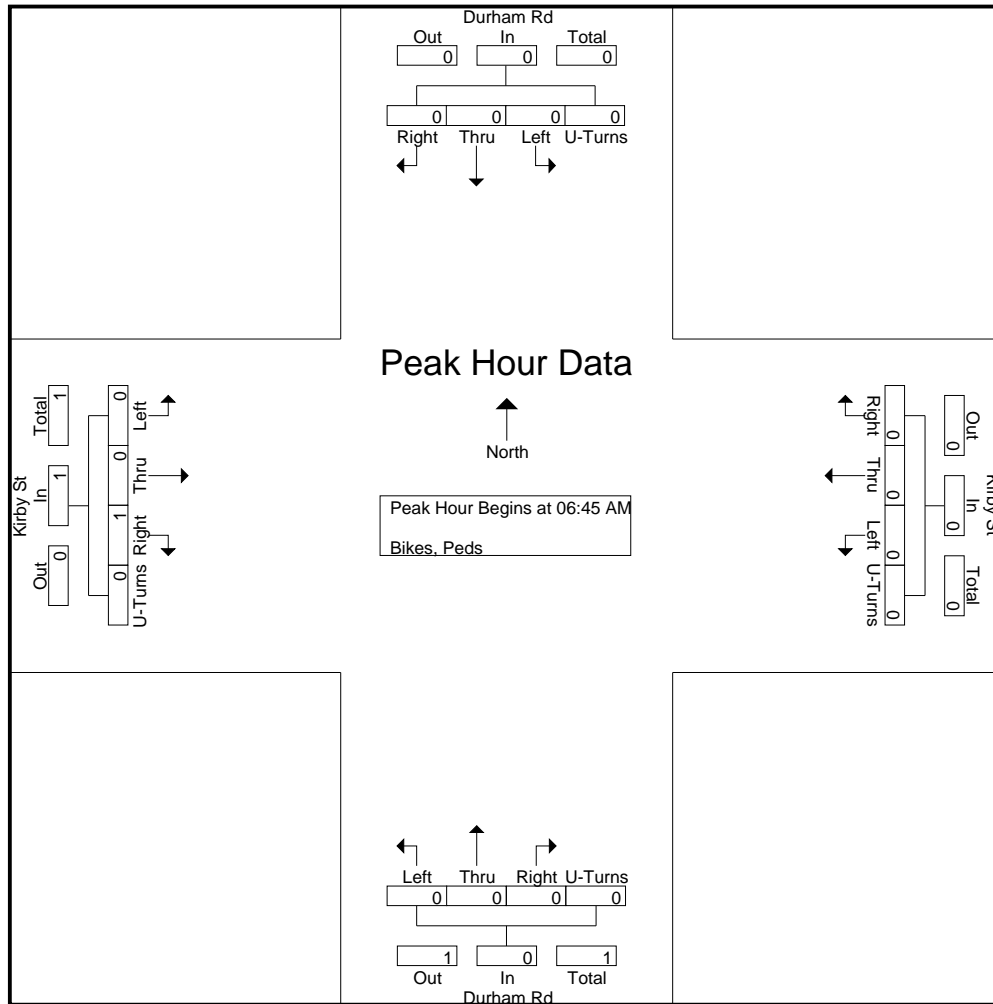 Durham Rd
Out In Total
0 0 0
0 0 0 0
Right Thru Left U-Turns
Peak Hour Data
North
Peak Hour Begins at 06:45 AM
Bikes, Peds
Kirby St
Total In Out
1 1 0
0 0 1 0
Left Thru Right U-Turns
Right Thru Left U-Turns
0 0 0 0
Out In Total
0 0 0
Kirby St
Left Thru Right U-Turns
0 0 0 0
1 0 1
Out In Total
Durham Rd